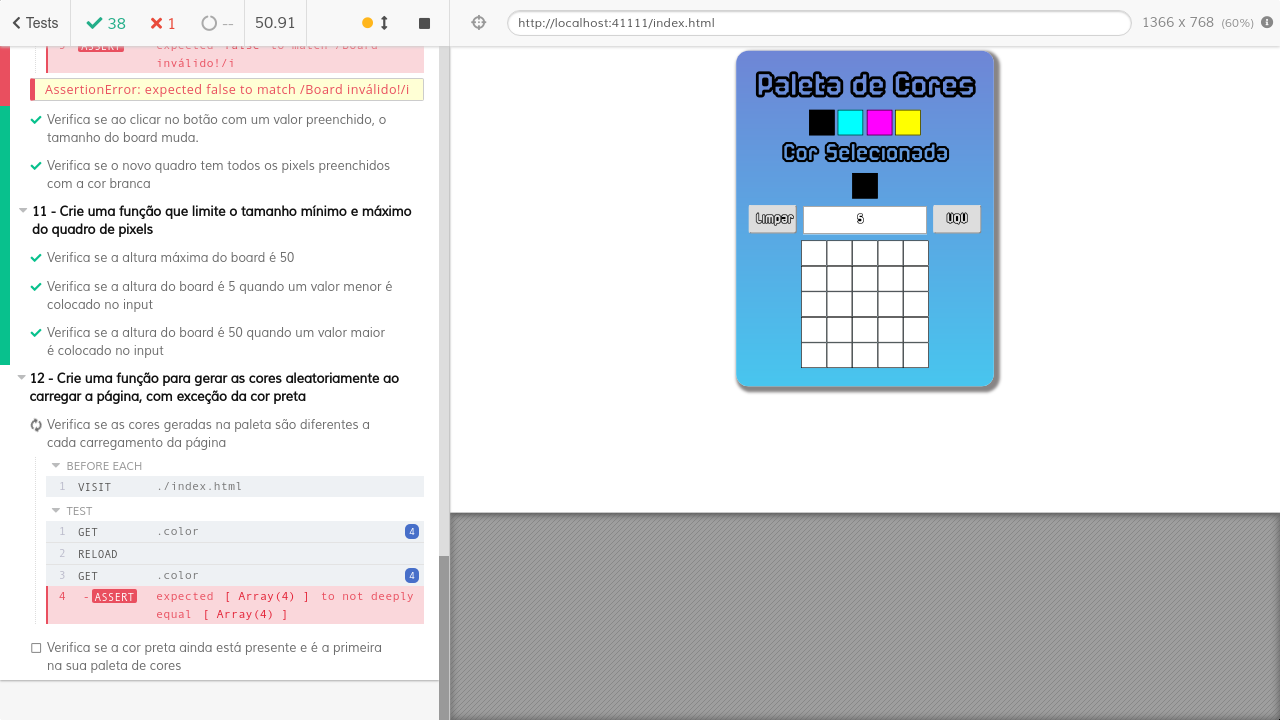 Tests
38
1
--
50.91
http://localhost:41111/index.html
1366 x 768 (60%)
ASSERT expected false to match /Board
inválido!/i
AssertionError: expected false to match /Board inválido!/i
Verifica se ao clicar no botão com um valor preenchido, o
tamanho do board muda.
Verifica se o novo quadro tem todos os pixels preenchidos
com a cor branca
11 - Crie uma função que limite o tamanho mínimo e máximo
do quadro de pixels
Verifica se a altura máxima do board é 50
Verifica se a altura do board é 5 quando um valor menor é
colocado no input
Verifica se a altura do board é 50 quando um valor maior
é colocado no input
12 - Crie uma função para gerar as cores aleatoriamente ao
carregar a página, com exceção da cor preta
Verifica se as cores geradas na paleta são diferentes a
cada carregamento da página
BEFORE EACH
1 VISIT ./index.html
TEST
1 GET .color 4
2 RELOAD
3 GET .color 4
4 -ASSERT expected [ Array(4) ] to not deeply
equal [ Array(4) ]
Verifica se a cor preta ainda está presente e é a primeira
na sua paleta de cores
Paleta de Cores
Cor Selecionada
Limpar
5
VQV